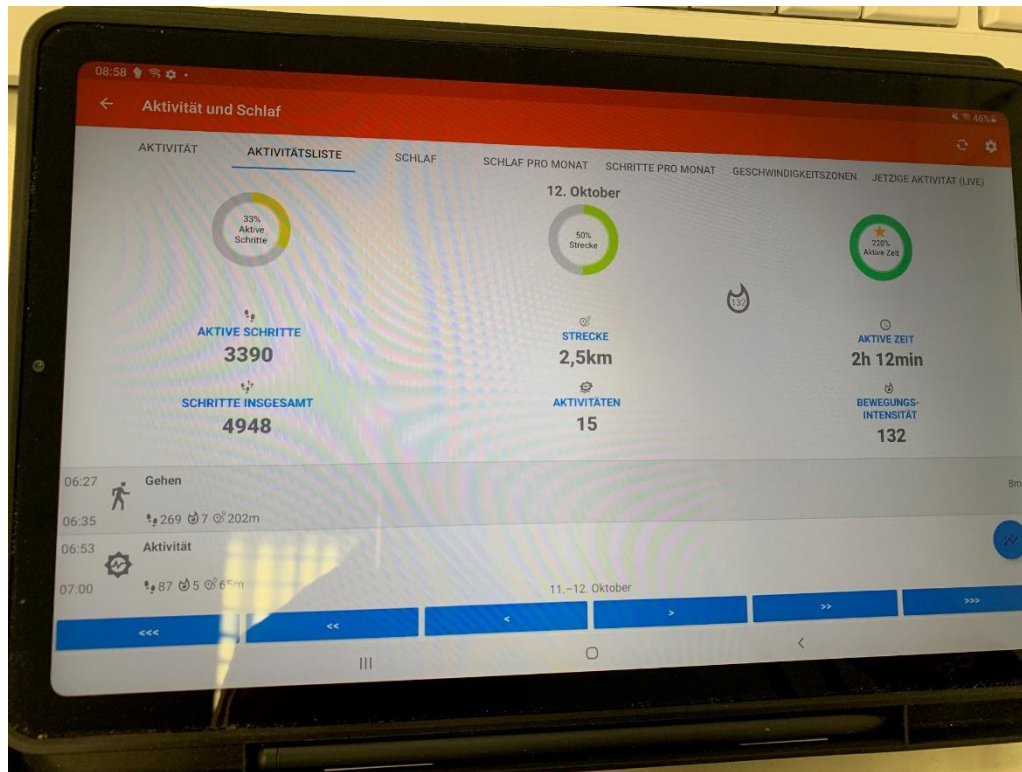 08:58
46%
Aktivität und Schlaf
AKTIVITÄT
AKTIVITÄTSLISTE
SCHLAF
SCHLAF PRO MONAT
SCHRITTE PRO MONAT
GESCHWINDIGKEITSZONEN
JETZIGE AKTIVITÄT (LIVE)
12. Oktober
33%
Aktive
Schritte
50%
Strecke
220%
Aktive Zeit
132
AKTIVE SCHRITTE
3390
STRECKE
2,5km
AKTIVE ZEIT
2h 12min
SCHRITTE INSGESAMT
4948
AKTIVITÄTEN
15
BEWEGUNGS-
INTENSITÄT
132
06:27
Gehen
8m
06:35
269 7 202m
06:53
Aktivität
07:00
87 5 65m
11.–12. Oktober
<<< << < > >> >>>